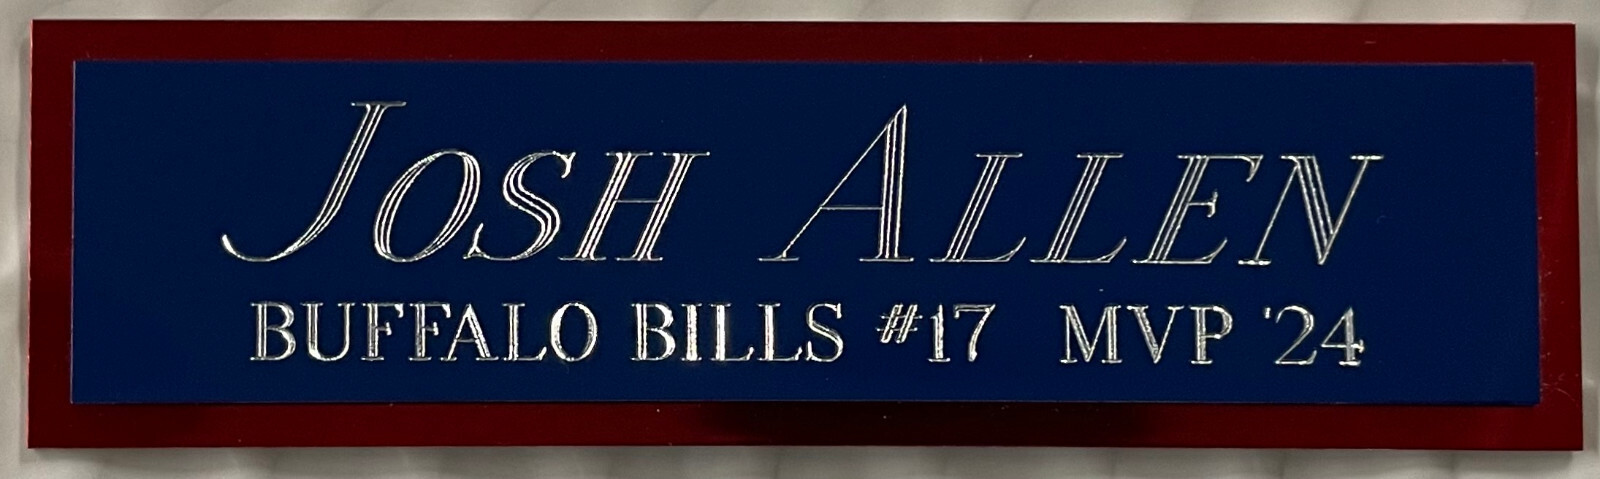 JOSH ALLEN
BUFFALO BILLS #17 MVP '24